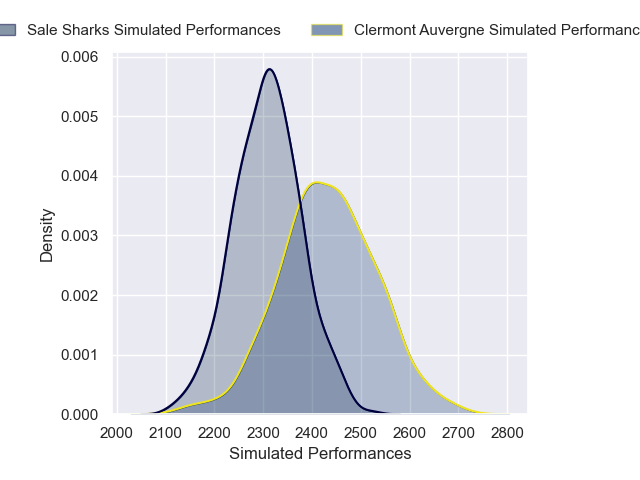 Sale Sharks Simulated Performances Clermont Auvergne Simulated Performanc
0.006
0.005
0.004
0.003
0.002
0.001
0.000
Density
2000 2100 2200 2300 2400 2500 2600 2700 2800
Simulated Performances